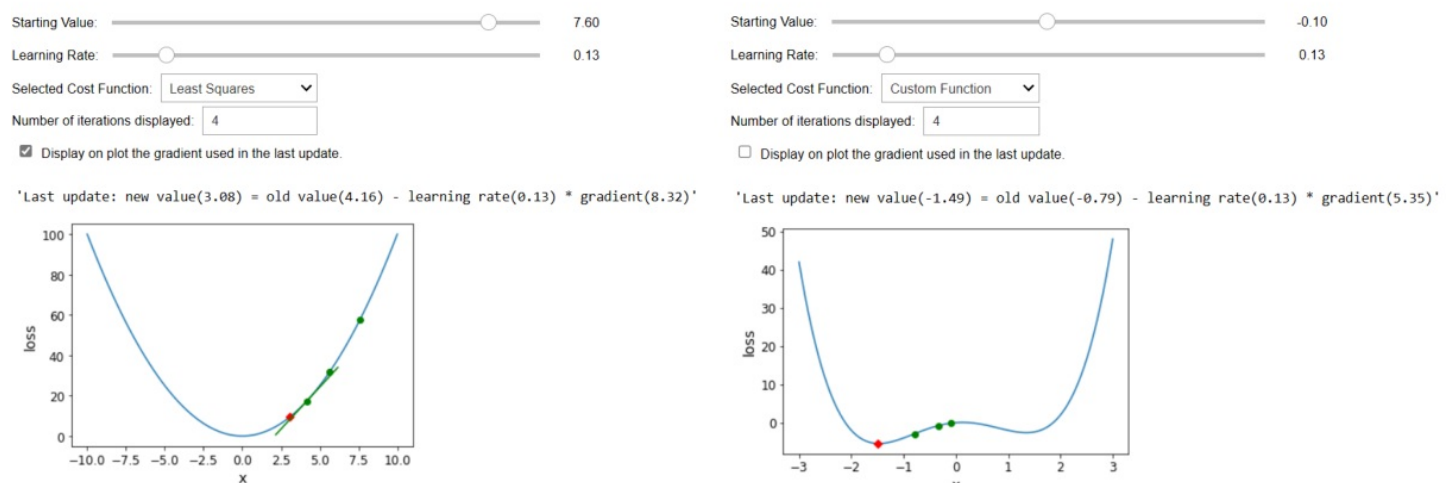 Starting Value: 7.60
Learning Rate: 0.13
Selected Cost Function: Least Squares
Number of iterations displayed: 4
Display on plot the gradient used in the last update.
'Last update: new value(3.08) = old value(4.16) - learning rate(0.13) * gradient(8.32)'
100
80
60
40
20
0
loss
-10.0 -7.5 -5.0 -2.5 0.0 2.5 5.0 7.5 10.0
x
Starting Value: -0.10
Learning Rate: 0.13
Selected Cost Function: Custom Function
Number of iterations displayed: 4
Display on plot the gradient used in the last update.
'Last update: new value(-1.49) = old value(-0.79) - learning rate(0.13) * gradient(5.35)'
50
40
30
20
10
0
loss
-3 -2 -1 0 1 2 3